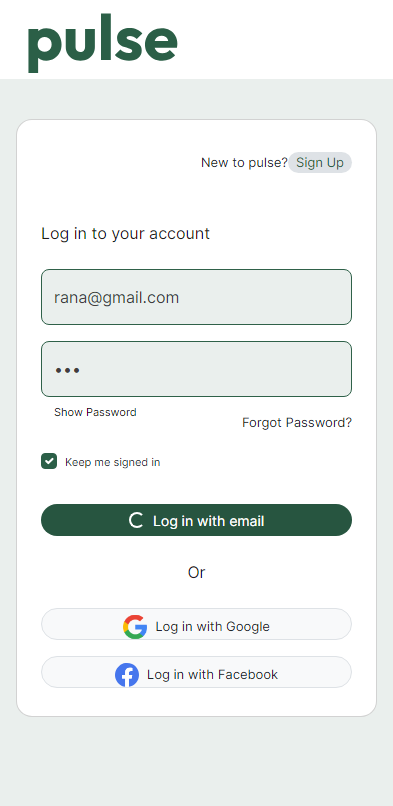 pulse
New to pulse? Sign Up
Log in to your account
rana@gmail.com
•••
Show Password
Forgot Password?
Keep me signed in
Log in with email
Or
Log in with Google
Log in with Facebook